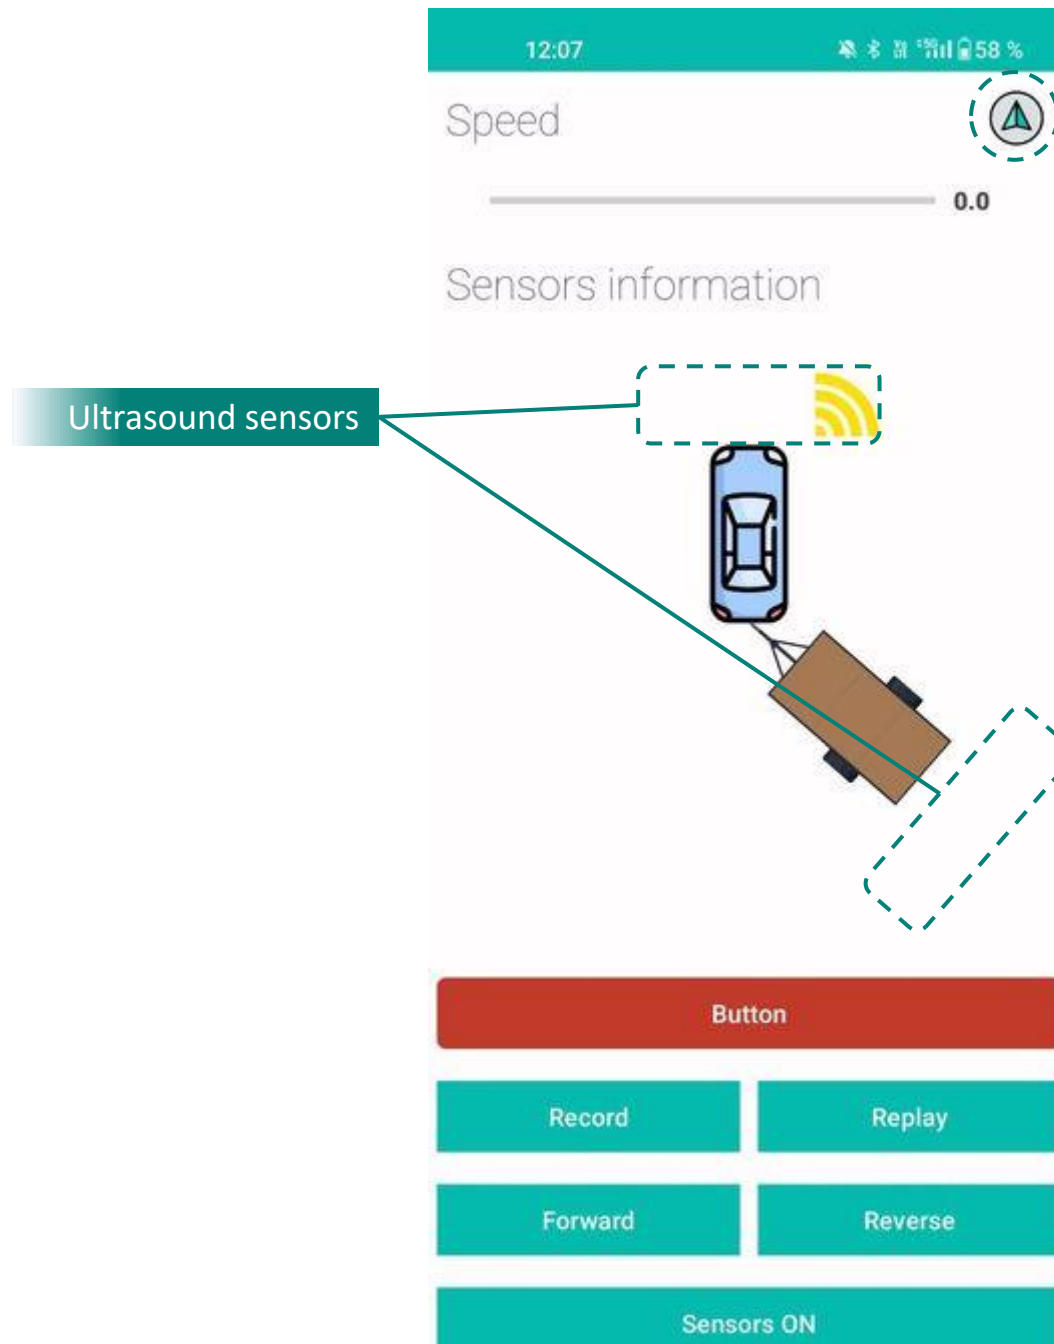 12:07
58 %
Speed
0.0
Sensors information
Ultrasound sensors
Button
Record
Replay
Forward
Reverse
Sensors ON